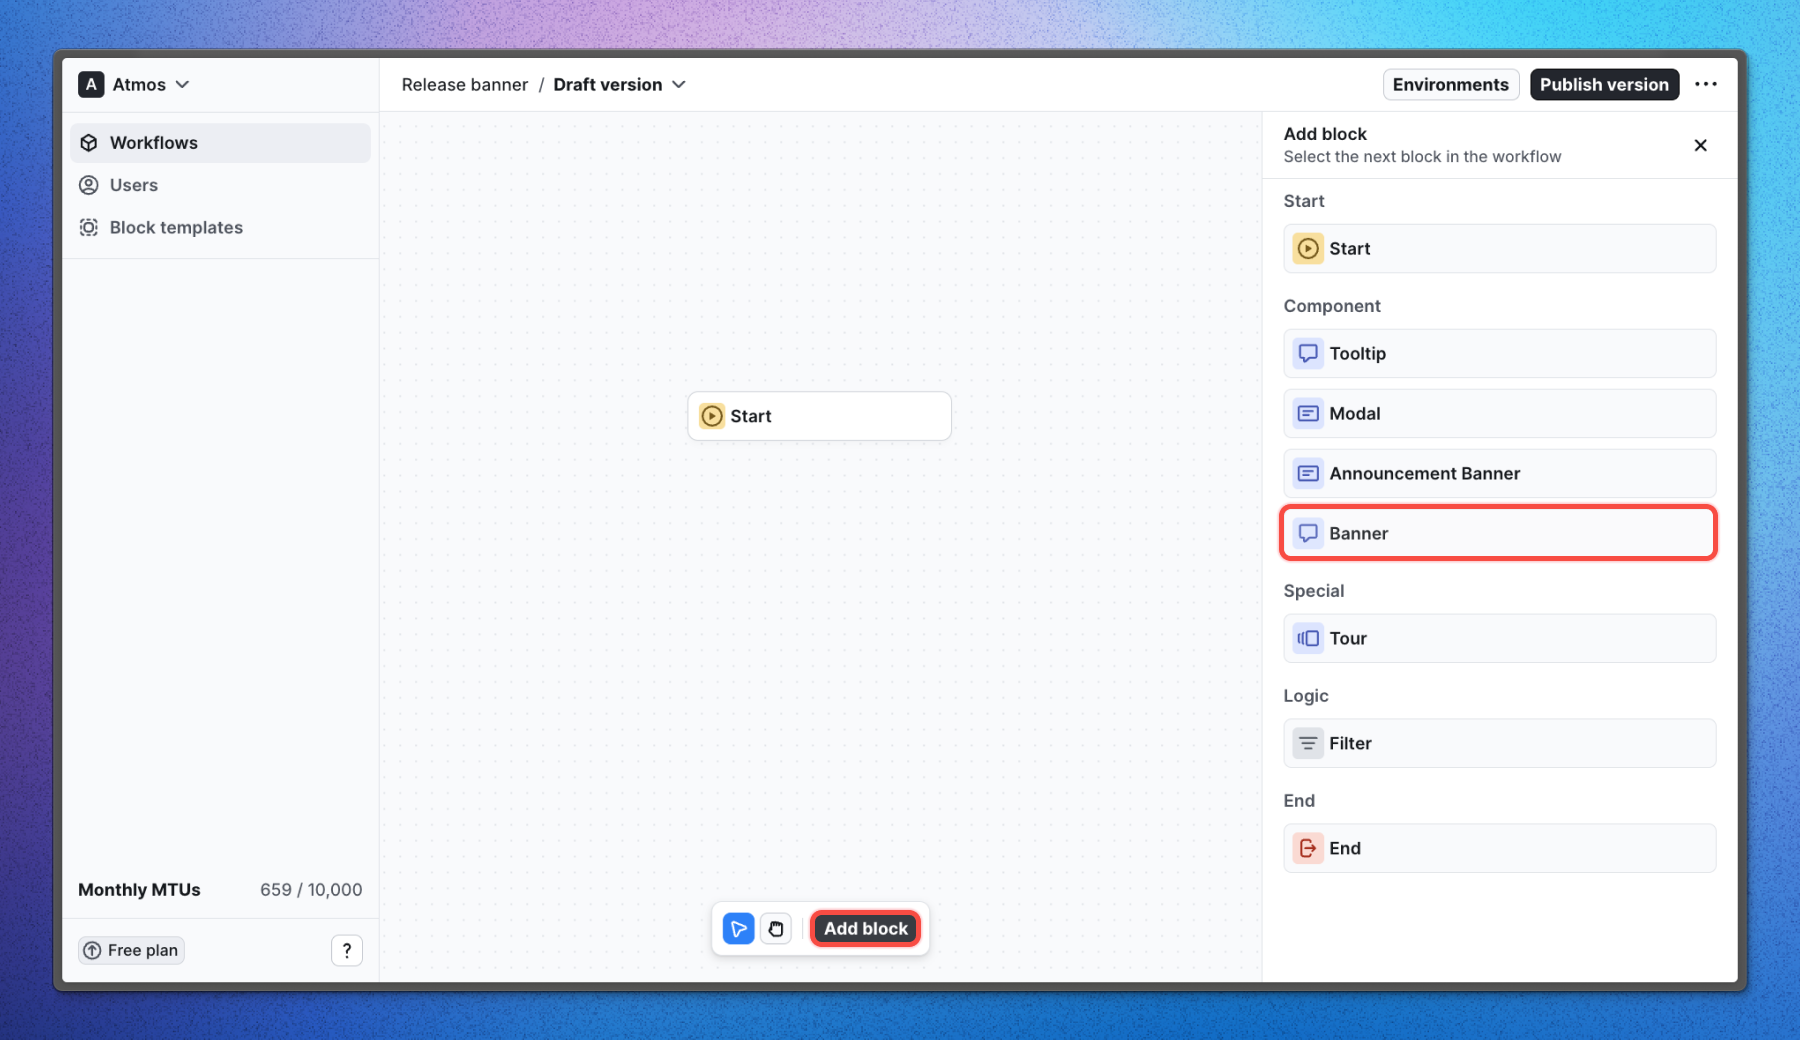 A Atmos
Release banner / Draft version
Environments
Publish version
Workflows
Users
Block templates
Start
Add block
Select the next block in the workflow
Start
Start
Component
Tooltip
Modal
Announcement Banner
Banner
Special
Tour
Logic
Filter
End
End
Monthly MTUs 659 / 10,000
Free plan
?
Add block